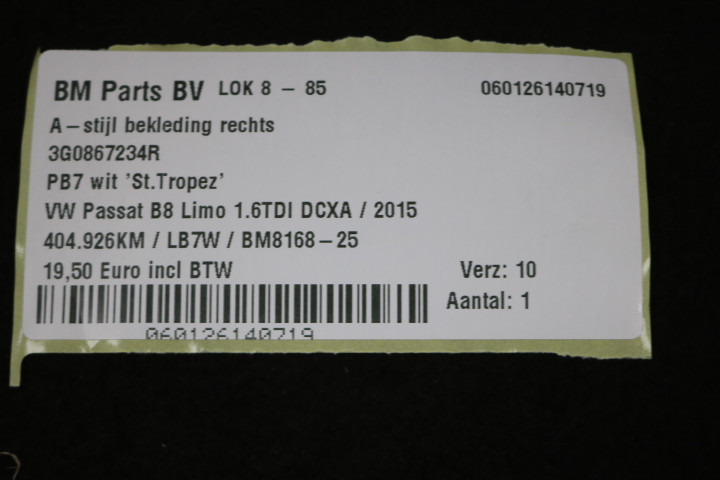 BM Parts BV LOK 8 - 85 060126140719
A-stijl bekleding rechts
3G0867234R
PB7 wit 'St.Tropez'
VW Passat B8 Limo 1.6TDI DCXA / 2015
404.926KM / LB7W / BM8168-25
19,50 Euro incl BTW Verz: 10
Aantal: 1
060126140719